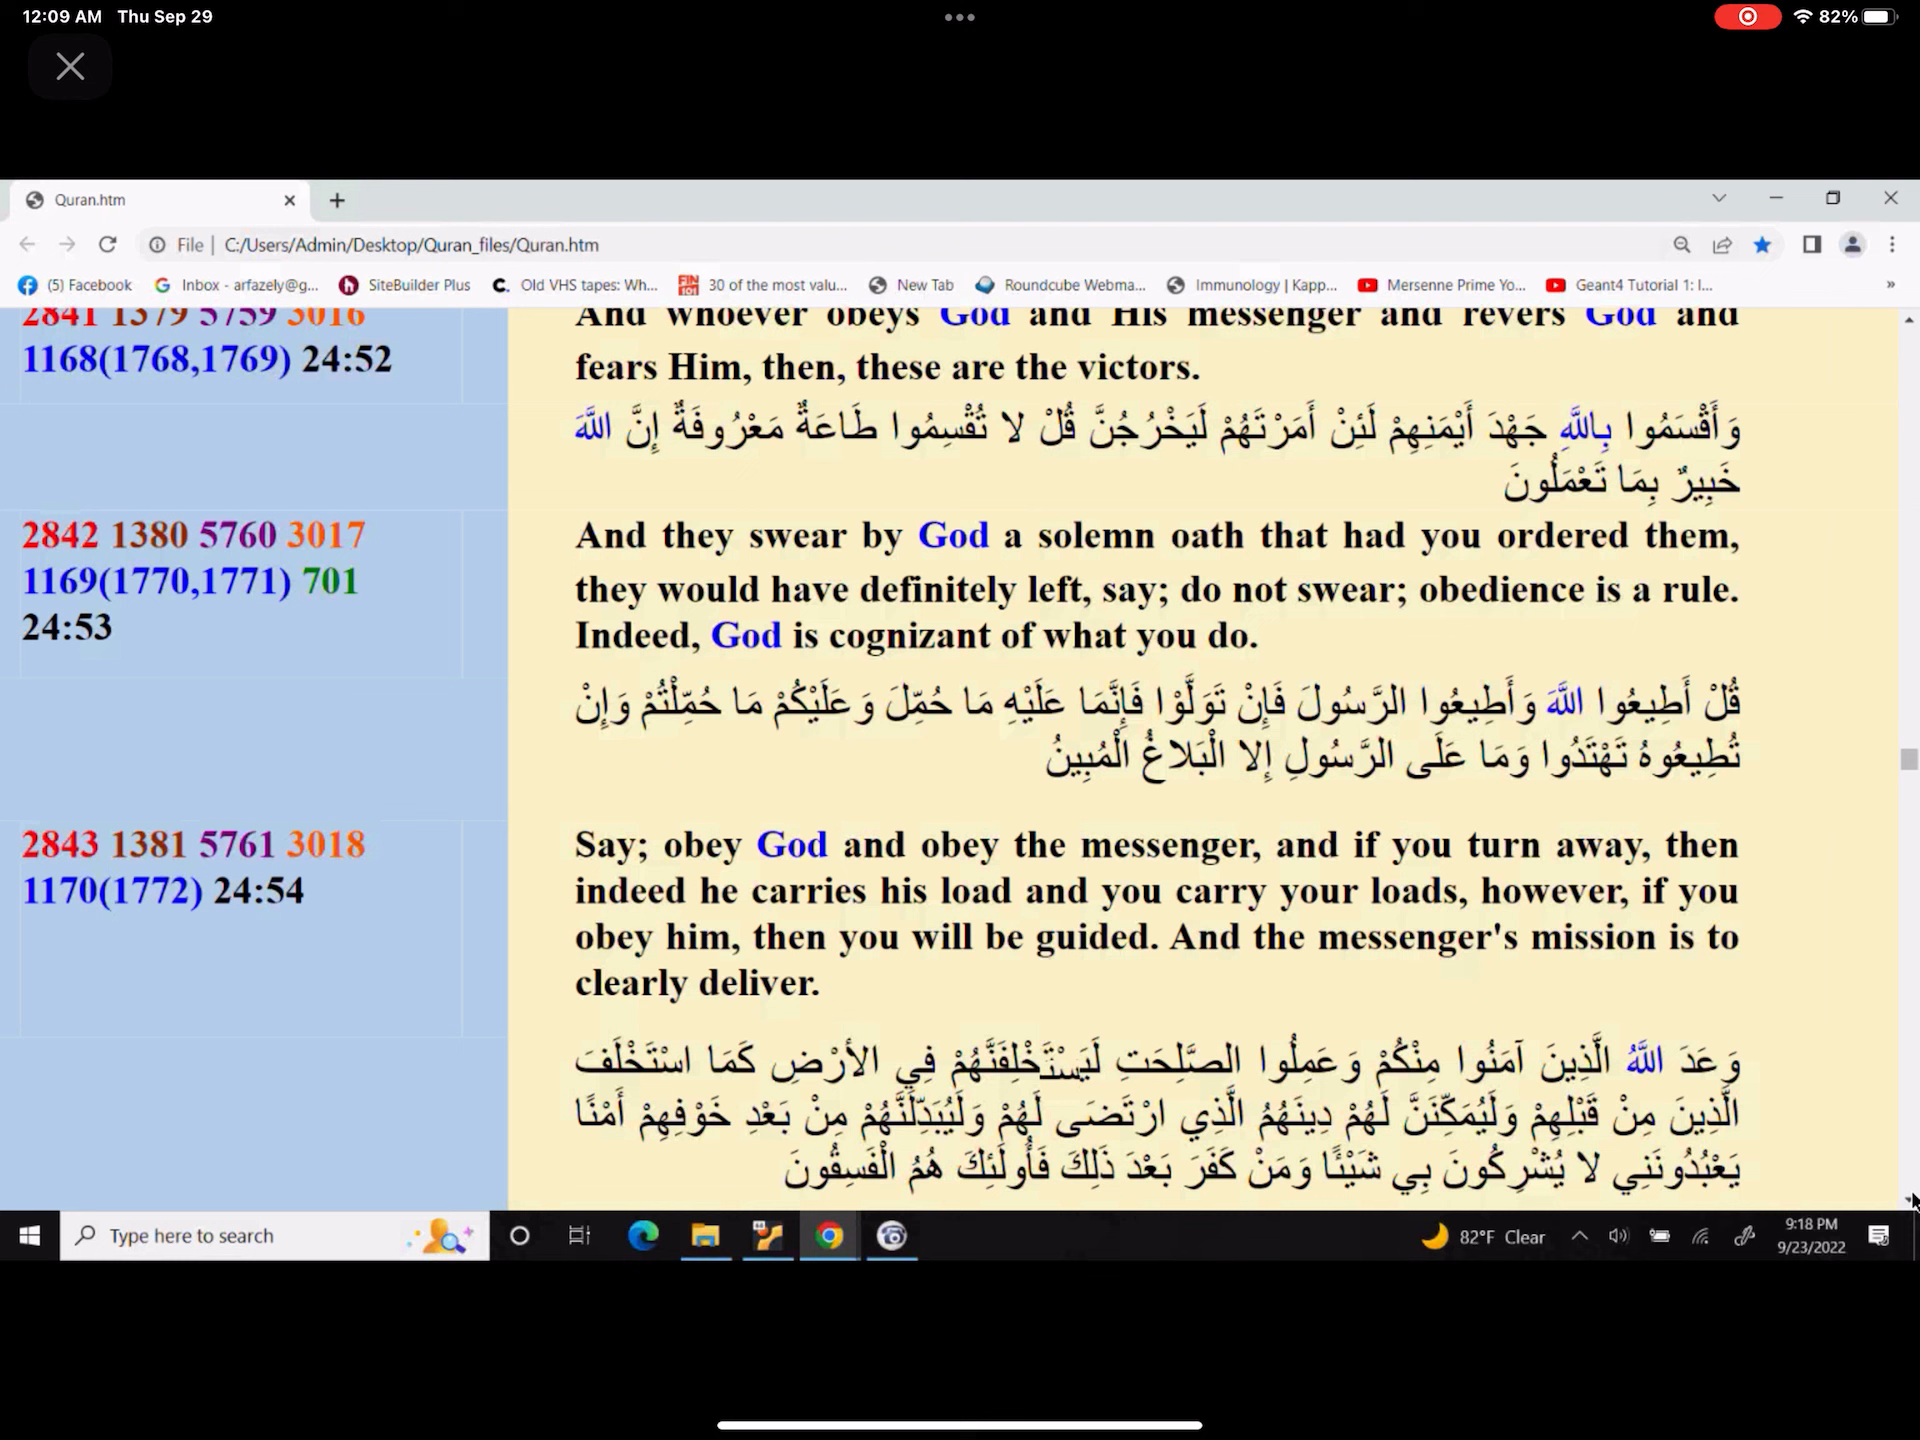 12:09 AM Thu Sep 29
82%
Quran.htm
File | C:/Users/Admin/Desktop/Quran_files/Quran.htm
(5) Facebook
Inbox - arfazely@g...
SiteBuilder Plus
Old VHS tapes: Wh...
FIN 101
30 of the most valu...
New Tab
Roundcube Webma...
Immunology | Kapp...
Mersenne Prime Yo...
Geant4 Tutorial 1: I...
»
2841 1379 5759 3016
1168(1768,1769) 24:52
And whoever obeys God and His messenger and revers God and
fears Him, then, these are the victors.
وَأَقْسَمُوا بِاللَّهِ جَهْدَ أَيْمَنِهِمْ لَئِنْ أَمَرْتَهُمْ لَيَخْرُجُنَّ قُلْ لا تُقْسِمُوا طَاعَةٌ مَعْرُوفَةٌ إِنَّ اللَّهَ
خَبِيرٌ بِمَا تَعْمَلُونَ
2842 1380 5760 3017
1169(1770,1771) 701
24:53
And they swear by God a solemn oath that had you ordered them,
they would have definitely left, say; do not swear; obedience is a rule.
Indeed, God is cognizant of what you do.
قُلْ أَطِيعُوا اللَّهَ وَأَطِيعُوا الرَّسُولَ فَإِنْ تَوَلَّوْا فَإِنَّمَا عَلَيْهِ مَا حُمِّلَ وَعَلَيْكُمْ مَا حُمِّلْتُمْ وَإِنْ
تُطِيعُوهُ تَهْتَدُوا وَمَا عَلَى الرَّسُولِ إِلا الْبَلاغُ الْمُبِينُ
2843 1381 5761 3018
1170(1772) 24:54
Say; obey God and obey the messenger, and if you turn away, then
indeed he carries his load and you carry your loads, however, if you
obey him, then you will be guided. And the messenger's mission is to
clearly deliver.
وَعَدَ اللَّهُ الَّذِينَ آمَنُوا مِنْكُمْ وَعَمِلُوا الصَّلِحَتِ لَيَسْتَخْلِفَنَّهُمْ فِي الأرْضِ كَمَا اسْتَخْلَفَ
الَّذِينَ مِنْ قَبْلِهِمْ وَلَيُمَكِّنَنَّ لَهُمْ دِينَهُمُ الَّذِي ارْتَضَى لَهُمْ وَلَيُبَدِّلَنَّهُمْ مِنْ بَعْدِ خَوْفِهِمْ أَمْنًا
يَعْبُدُونَنِي لا يُشْرِكُونَ بِي شَيْئًا وَمَنْ كَفَرَ بَعْدَ ذَلِكَ فَأُولَئِكَ هُمُ الْفَسِقُونَ
Type here to search
82°F Clear
9:18 PM
9/23/2022